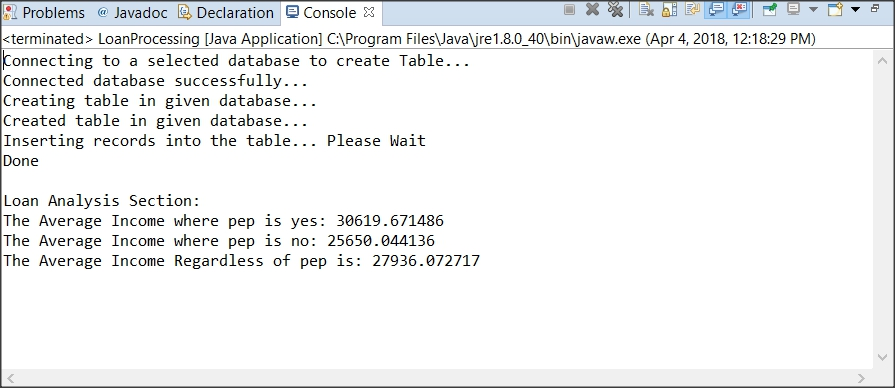 Problems @ Javadoc Declaration Console
<terminated> LoanProcessing [Java Application] C:\Program Files\Java\jre1.8.0_40\bin\javaw.exe (Apr 4, 2018, 12:18:29 PM)
Connecting to a selected database to create Table...
Connected database successfully...
Creating table in given database...
Created table in given database...
Inserting records into the table... Please Wait
Done
Loan Analysis Section:
The Average Income where pep is yes: 30619.671486
The Average Income where pep is no: 25650.044136
The Average Income Regardless of pep is: 27936.072717